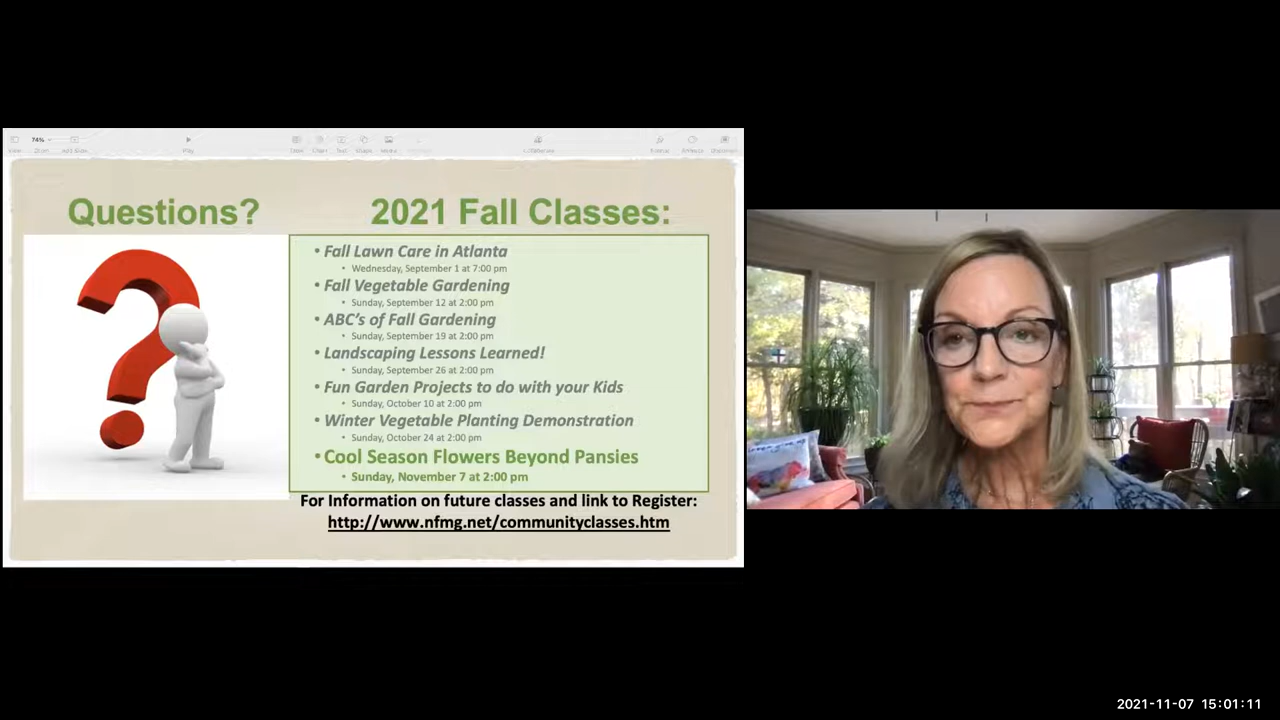 74%
Play
Collaborate
Questions?
2021 Fall Classes:
• Fall Lawn Care in Atlanta
• Wednesday, September 1 at 7:00 pm
• Fall Vegetable Gardening
• Sunday, September 12 at 2:00 pm
• ABC's of Fall Gardening
• Sunday, September 19 at 2:00 pm
• Landscaping Lessons Learned!
• Sunday, September 26 at 2:00 pm
• Fun Garden Projects to do with your Kids
• Sunday, October 10 at 2:00 pm
• Winter Vegetable Planting Demonstration
• Sunday, October 24 at 2:00 pm
• Cool Season Flowers Beyond Pansies
• Sunday, November 7 at 2:00 pm
For Information on future classes and link to Register:
http://www.nfmg.net/communityclasses.htm
2021-11-07 15:01:11